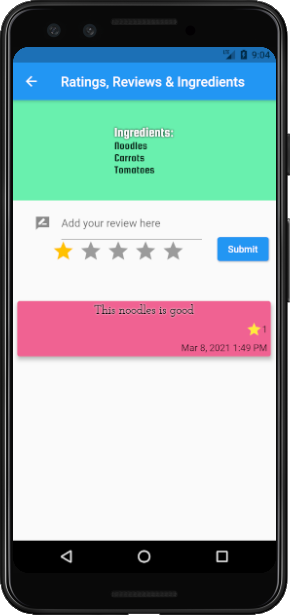 9:04
Ratings, Reviews & Ingredients
Ingredients:
Noodles
Carrots
Tomatoes
Add your review here
Submit
This noodles is good
1
Mar 8, 2021 1:49 PM